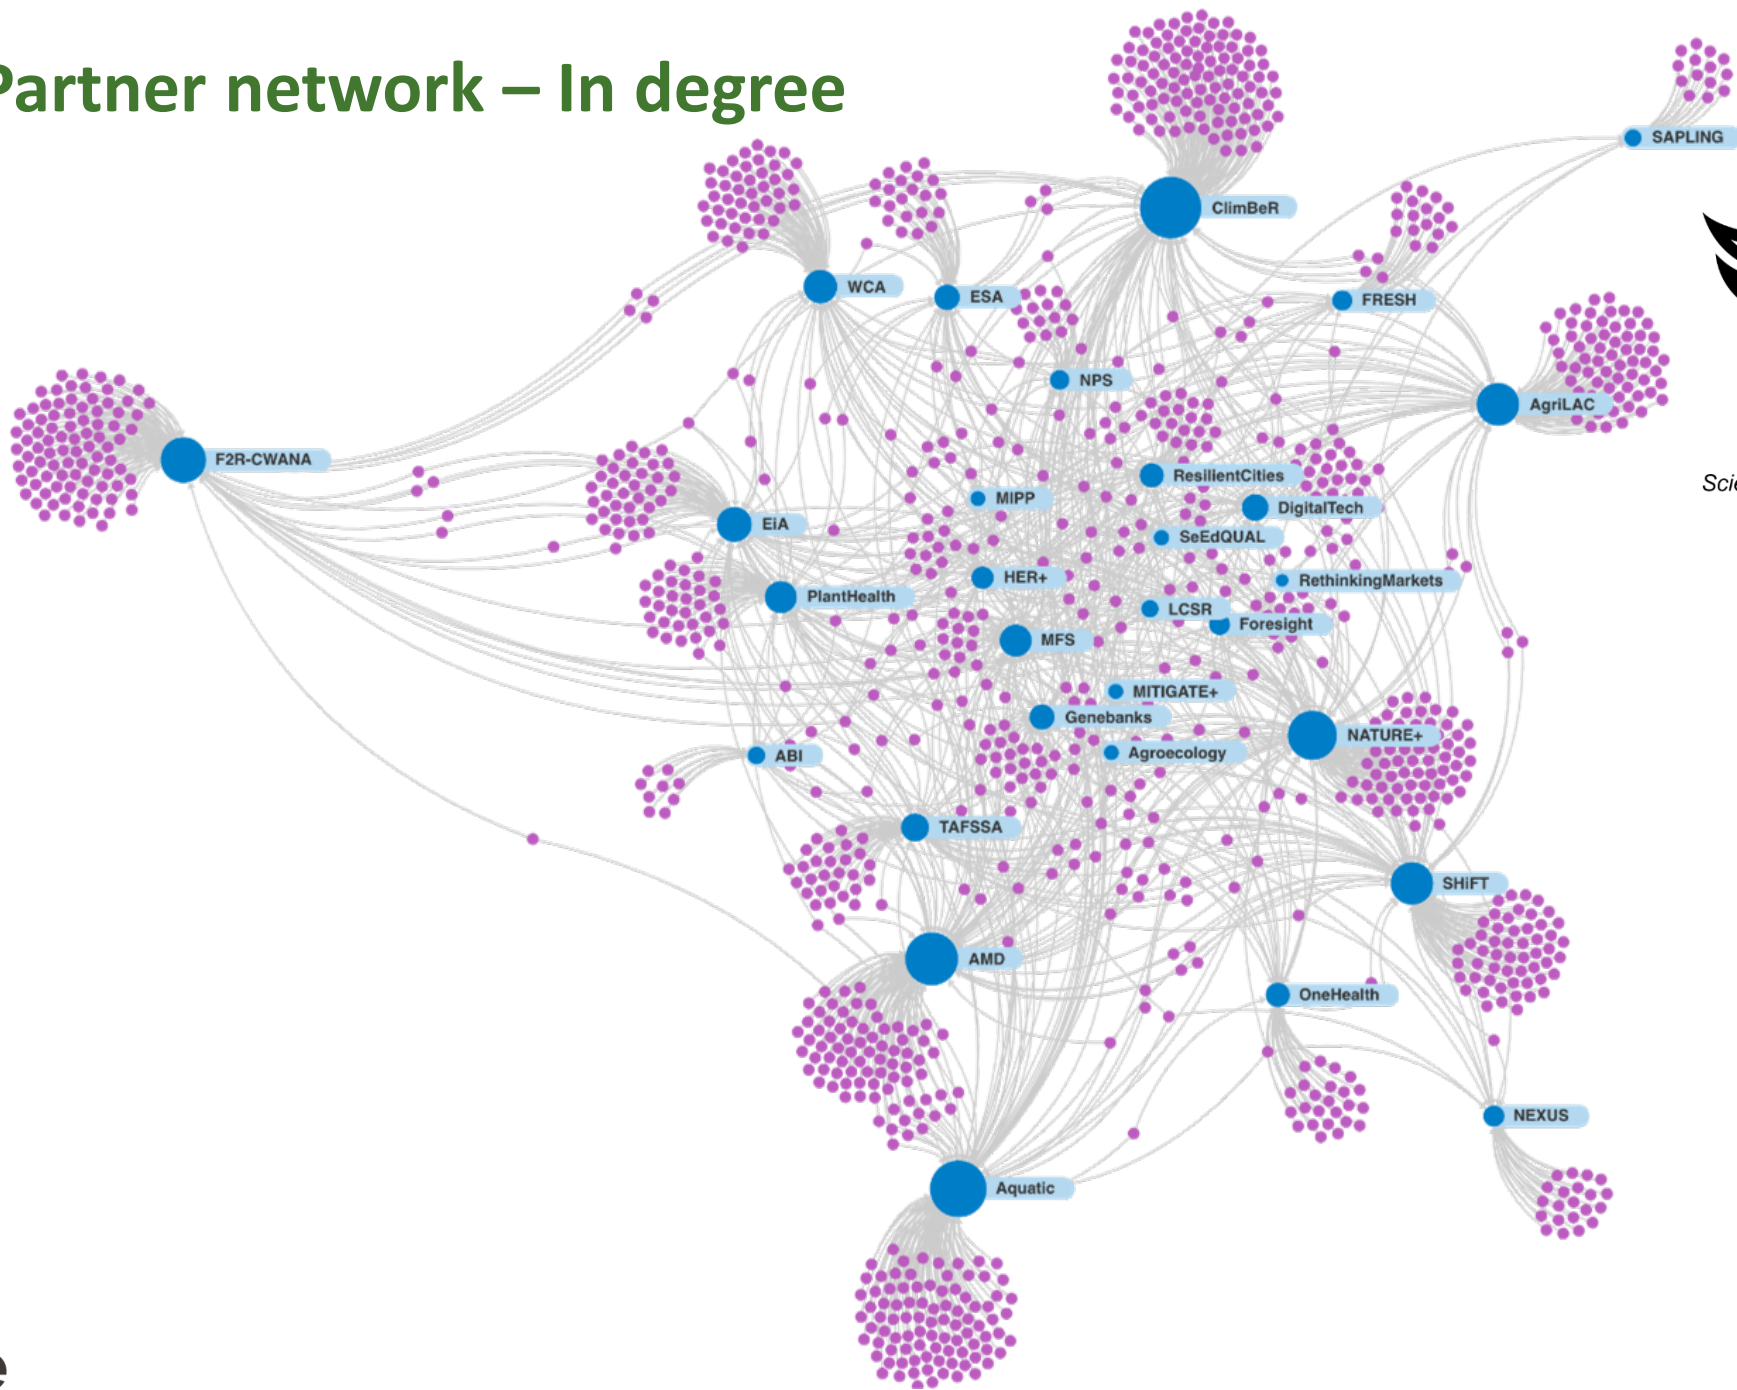 Partner network – In degree
SAPLING
ClimBeR
WCA
ESA
FRESH
NPS
AgriLAC
F2R-CWANA
ResilientCities
MIPP
DigitalTech
EiA
SeEdQUAL
HER+
RethinkingMarkets
PlantHealth
LCSR
Foresight
MFS
MITIGATE+
Genebanks
NATURE+
ABI
Agroecology
TAFSSA
SHiFT
AMD
OneHealth
NEXUS
Aquatic
Scie
e